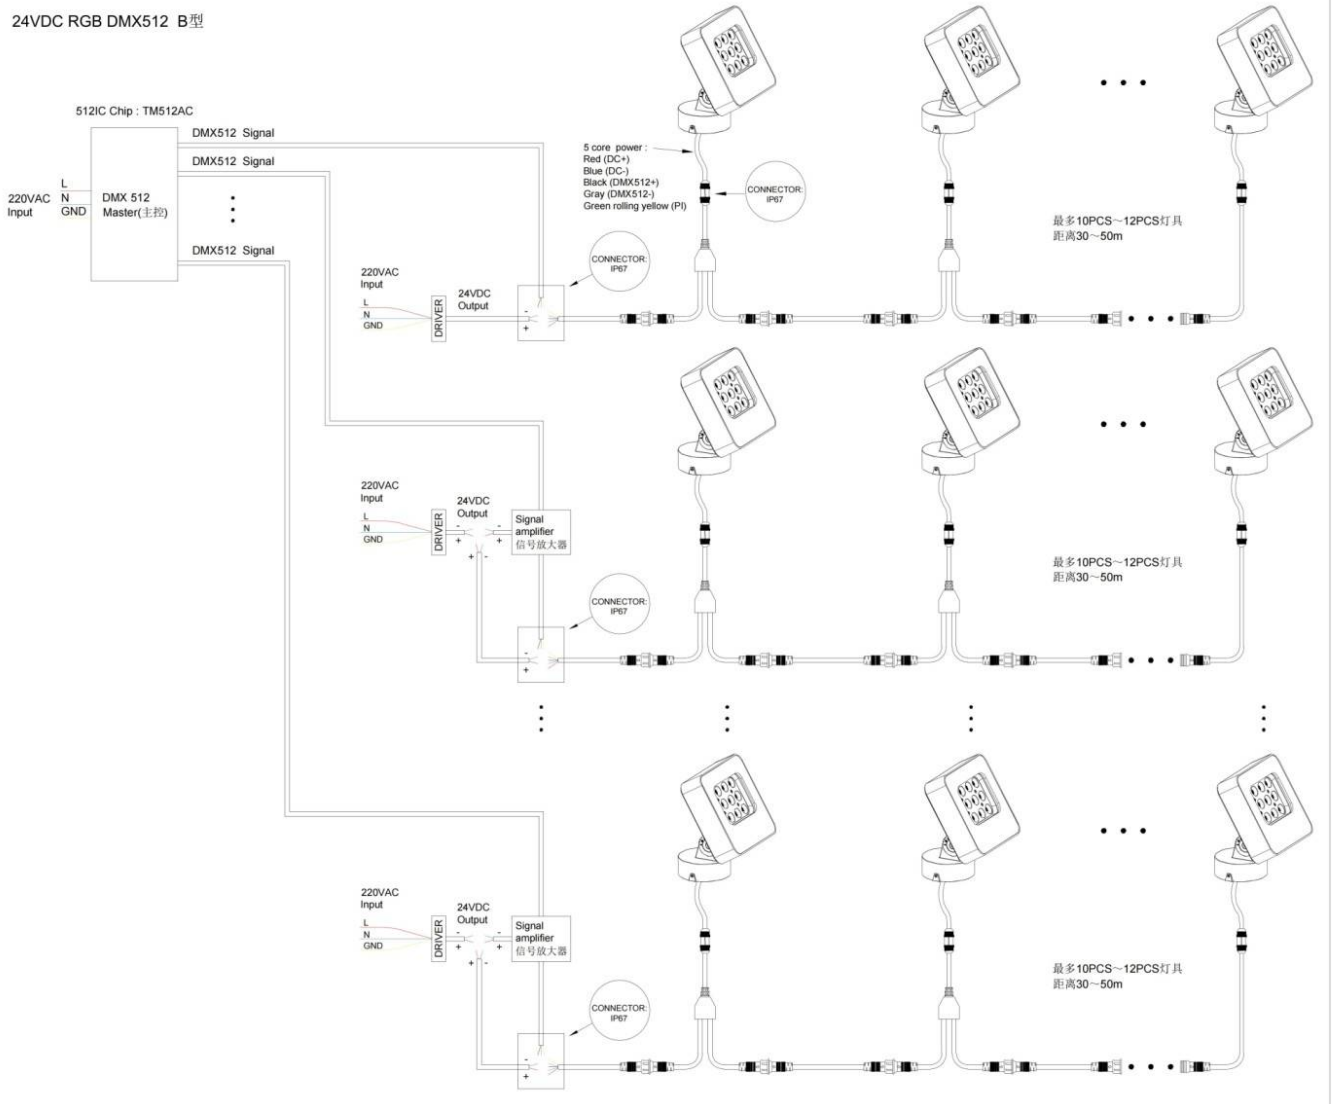 24VDC RGB DMX512 B型
512IC Chip : TM512AC
DMX512 Signal
DMX512 Signal
DMX512 Signal
220VAC
Input
L
N
GND
DMX 512
Master(主控)
5 core power :
Red (DC+)
Blue (DC-)
Black (DMX512+)
Gray (DMX512-)
Green rolling yellow (PI)
CONNECTOR:
IP67
最多10PCS～12PCS灯具
距离30～50m
CONNECTOR:
IP67
220VAC
Input
L
N
GND
DRIVER
24VDC
Output
-
+
220VAC
Input
L
N
GND
DRIVER
24VDC
Output
-
+
-
+
+
-
Signal
amplifier
信号放大器
最多10PCS～12PCS灯具
距离30～50m
CONNECTOR:
IP67
-
+
220VAC
Input
L
N
GND
DRIVER
24VDC
Output
-
+
-
+
+
-
Signal
amplifier
信号放大器
最多10PCS～12PCS灯具
距离30～50m
CONNECTOR:
IP67
-
+